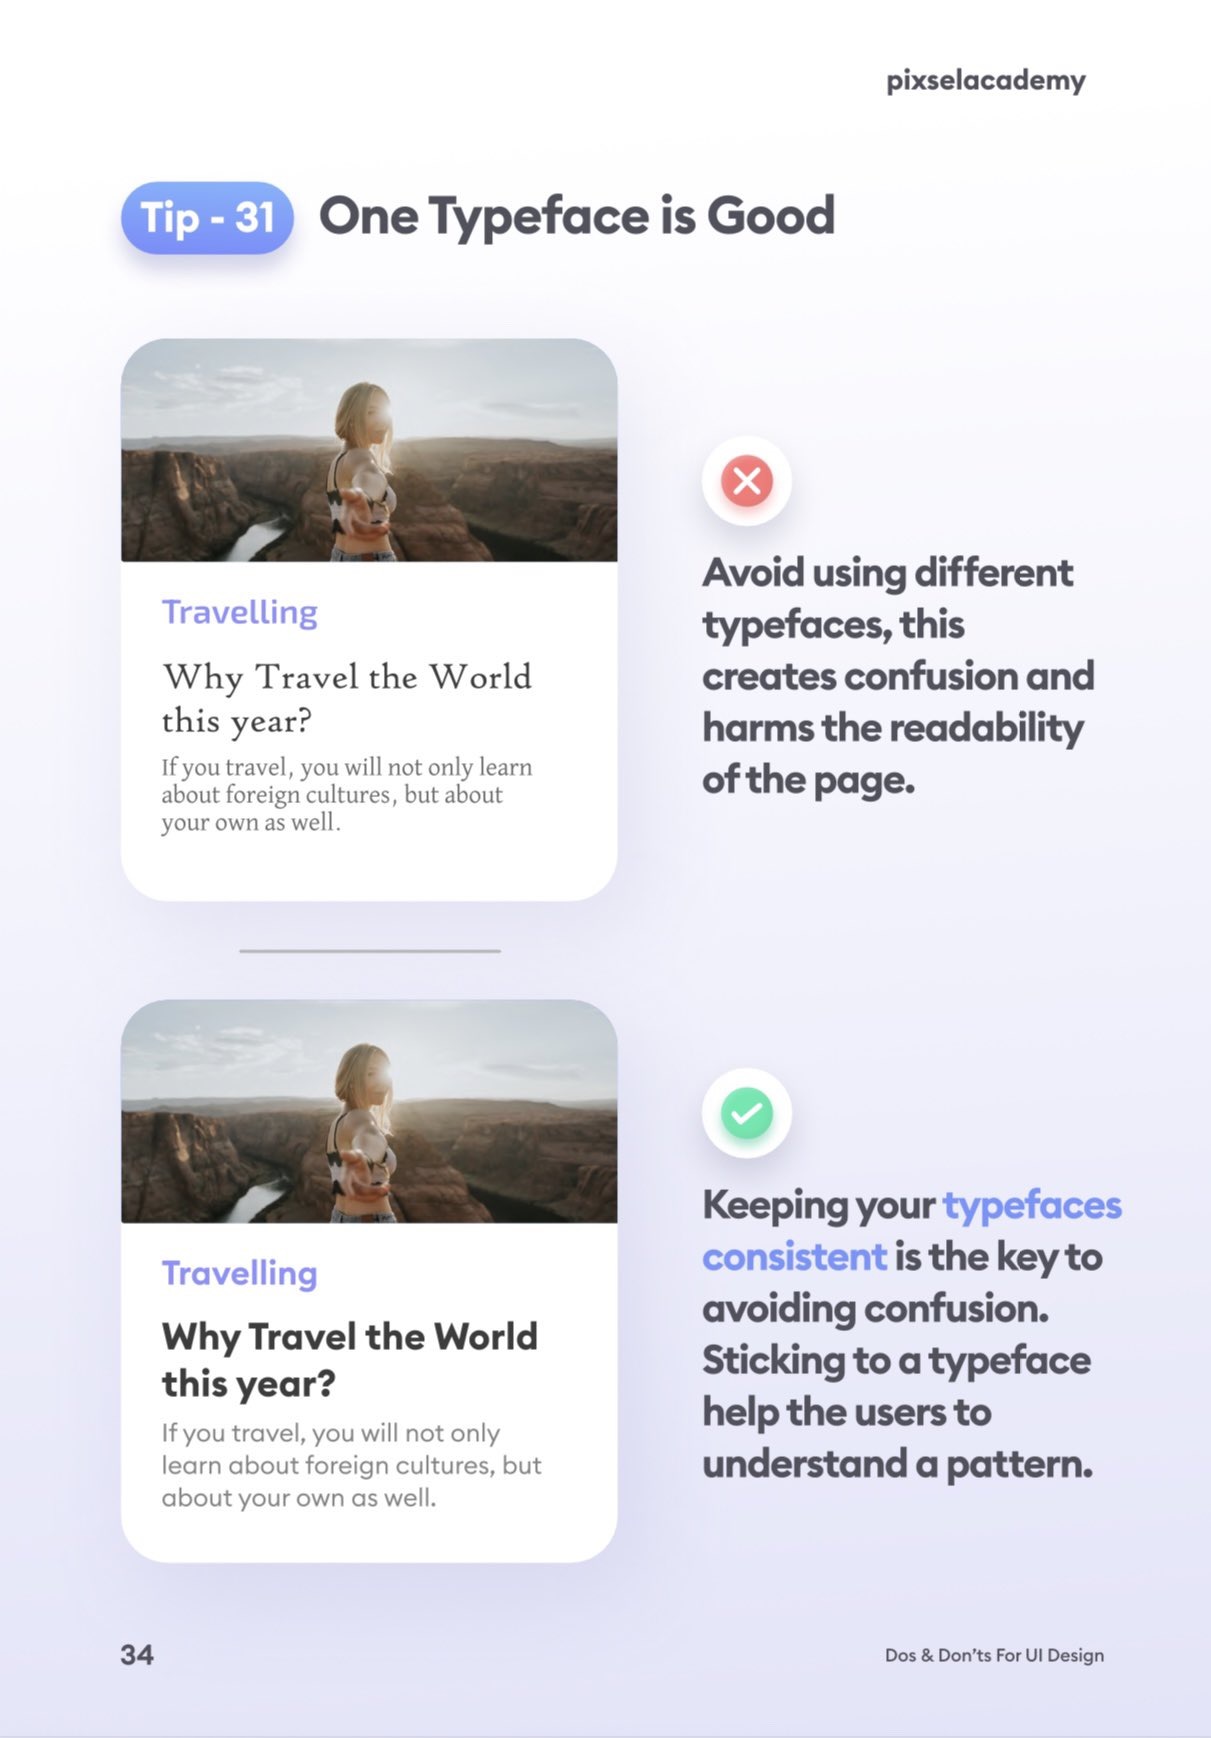 pixselacademy
Tip - 31
One Typeface is Good
Travelling
Why Travel the World
this year?
If you travel, you will not only learn
about foreign cultures, but about
your own as well.
Avoid using different
typefaces, this
creates confusion and
harms the readability
of the page.
Travelling
Why Travel the World
this year?
If you travel, you will not only
learn about foreign cultures, but
about your own as well.
Keeping your typefaces
consistent is the key to
avoiding confusion.
Sticking to a typeface
help the users to
understand a pattern.
34
Dos & Don'ts For UI Design